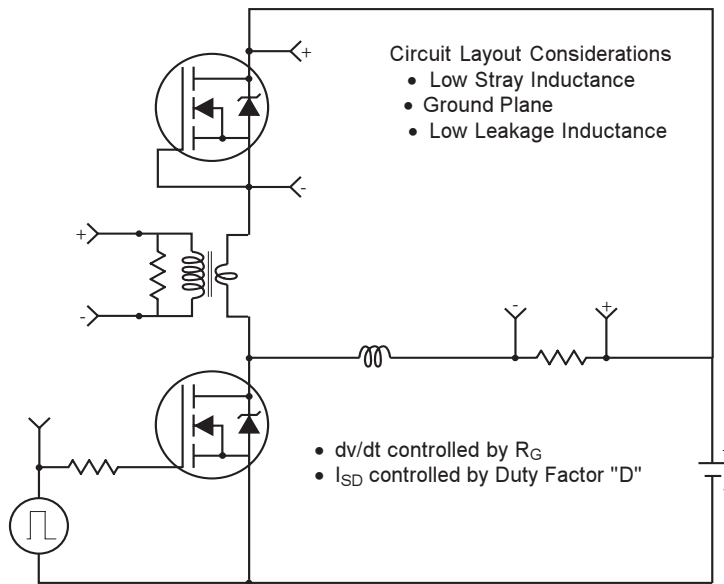 +
Circuit Layout Considerations
• Low Stray Inductance
• Ground Plane
• Low Leakage Inductance
-
+
-
-
+
• dv/dt controlled by RG
• ISD controlled by Duty Factor "D"
+
-